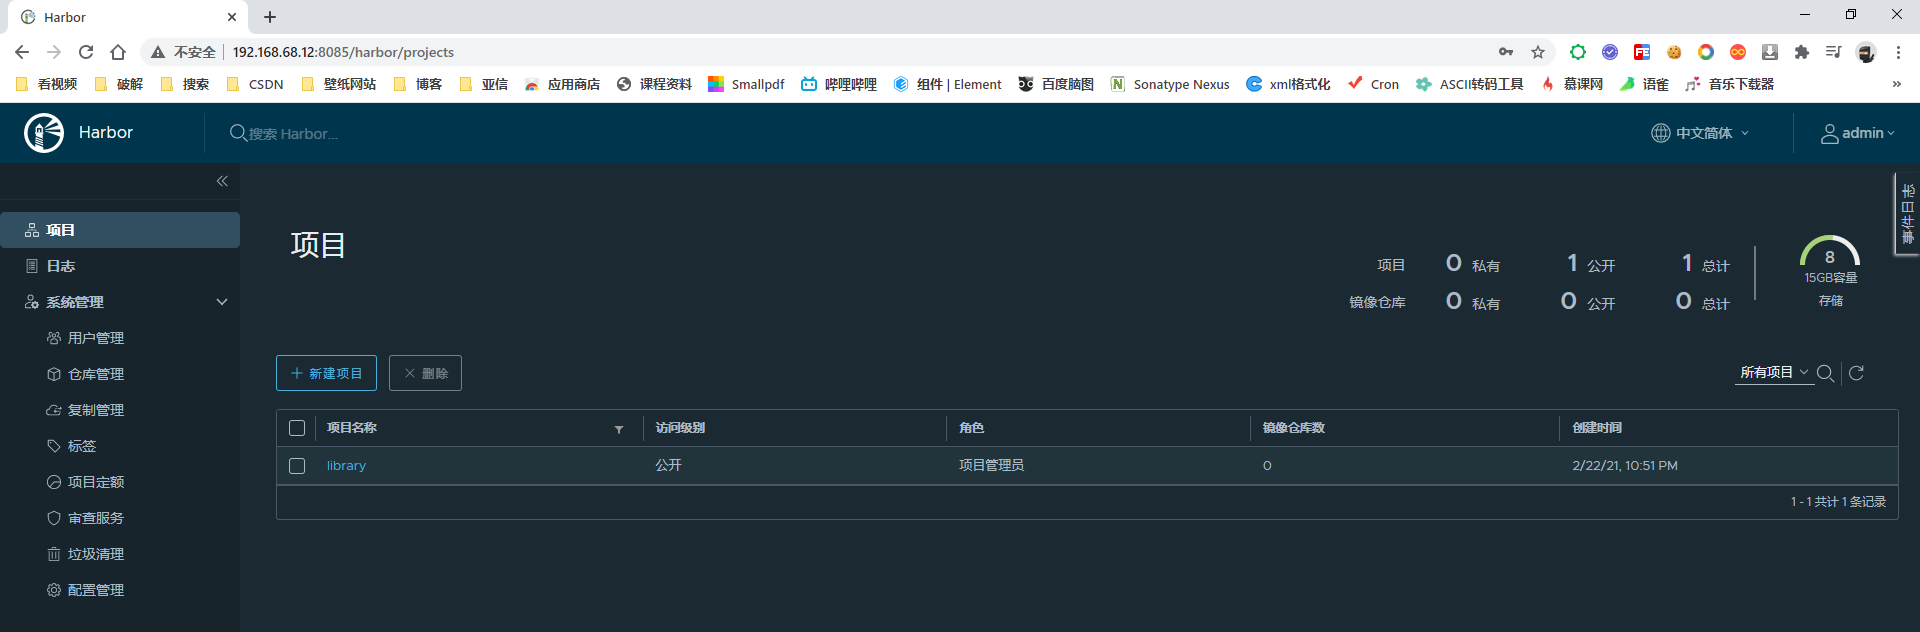 Harbor
不安全 192.168.68.12:8085/harbor/projects
看视频 破解 搜索 CSDN 壁纸网站 博客 亚信 应用商店 课程资料 Smallpdf 哔哩哔哩 组件 | Element 百度脑图 Sonatype Nexus xml格式化 Cron ASCII转码工具 慕课网 语雀 音乐下载器 »
Harbor 搜索 Harbor... 中文简体 admin
事件日志
项目
日志
系统管理
用户管理
仓库管理
复制管理
标签
项目定额
审查服务
垃圾清理
配置管理
项目
项目 0 私有 1 公开 1 总计
镜像仓库 0 私有 0 公开 0 总计
8
15GB容量
存储
新建项目 删除 所有项目
项目名称 访问级别 角色 镜像仓库数 创建时间
library 公开 项目管理员 0 2/22/21, 10:51 PM
1 - 1 共计 1 条记录